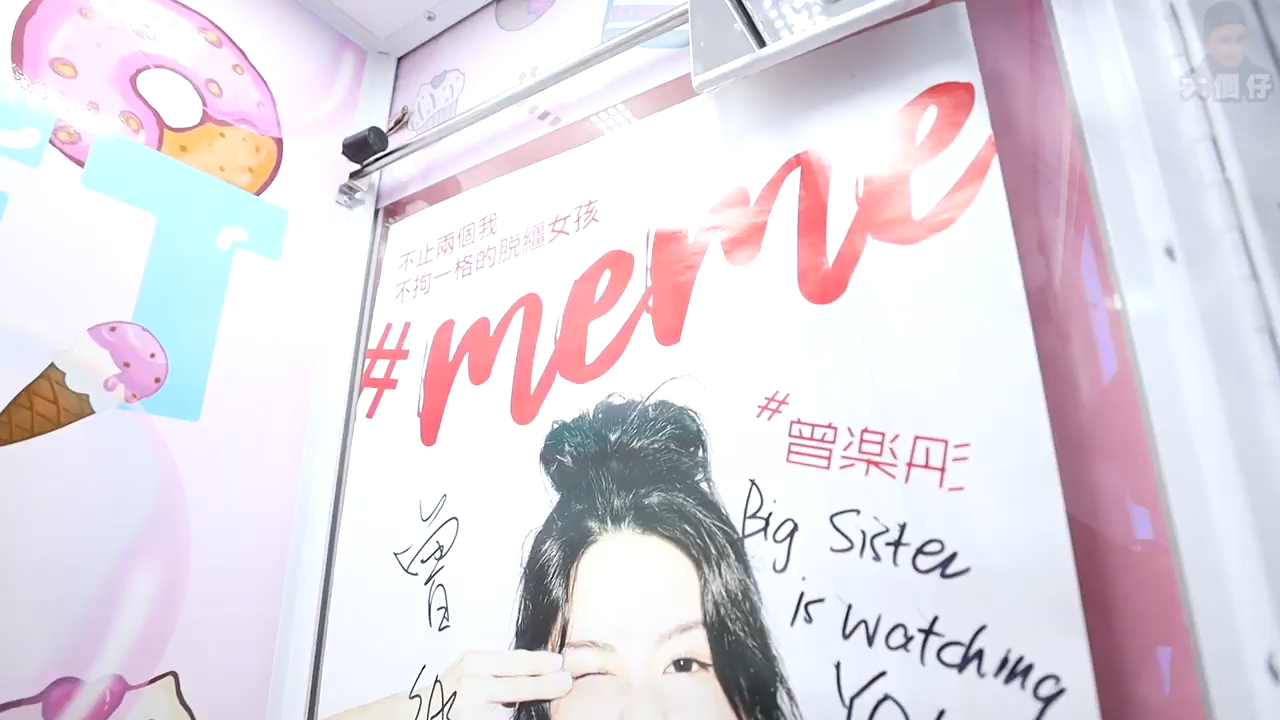 不止兩個我
不拘一格的脫繮女孩
#meme
#曾楽彤
Big Sister
is watching
曾